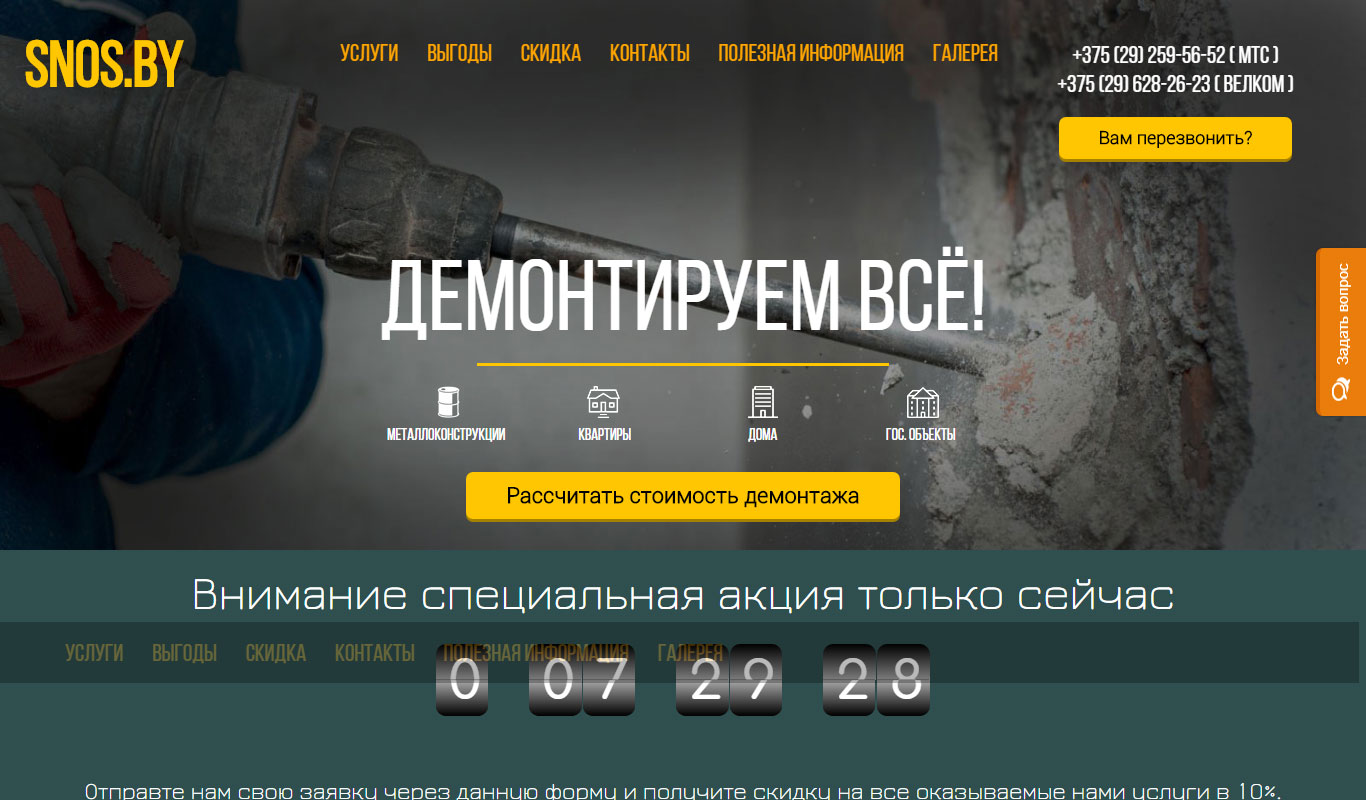 SNOS.BY
УСЛУГИ ВЫГОДЫ СКИДКА КОНТАКТЫ ПОЛЕЗНАЯ ИНФОРМАЦИЯ ГАЛЕРЕЯ
+375 (29) 259-56-52 ( МТС )
+375 (29) 628-26-23 ( ВЕЛКОМ )
Вам перезвонить?
Задать вопрос
ДЕМОНТИРУЕМ ВСЁ!
МЕТАЛЛОКОНСТРУКЦИИ КВАРТИРЫ ДОМА ГОС. ОБЪЕКТЫ
Рассчитать стоимость демонтажа
Внимание специальная акция только сейчас
УСЛУГИ ВЫГОДЫ СКИДКА КОНТАКТЫ ПОЛЕЗНАЯ ИНФОРМАЦИЯ ГАЛЕРЕЯ
0 07 29 28
Отправте нам свою заявку через данную форму и получите скидку на все оказываемые нами услуги в 10%.